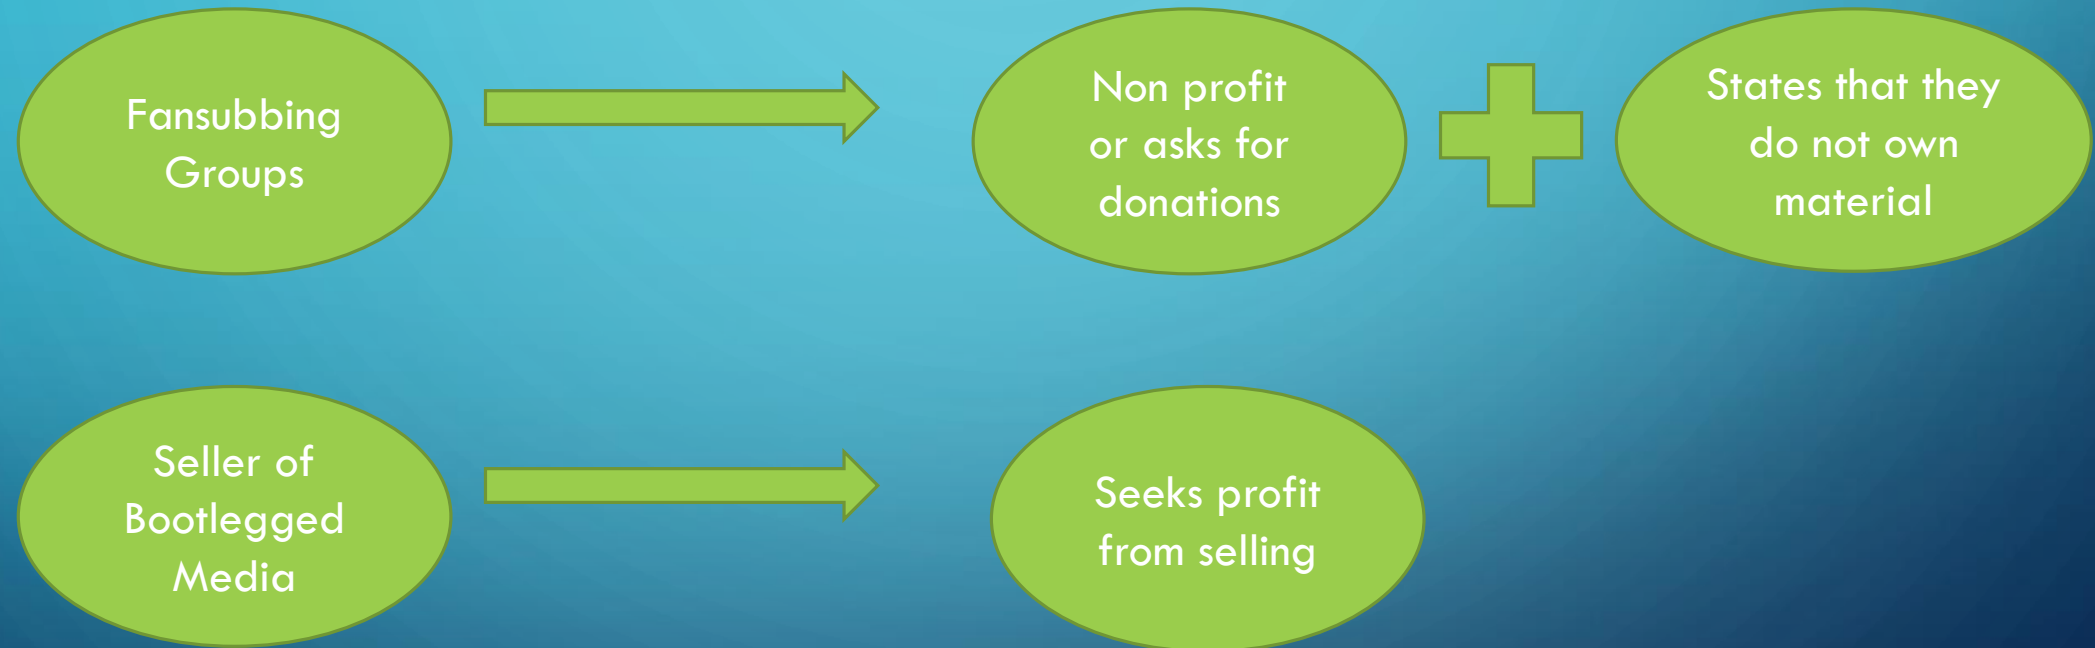 Fansubbing
Groups
Non profit
or asks for
donations
States that they
do not own
material
Seller of
Bootlegged
Media
Seeks profit
from selling